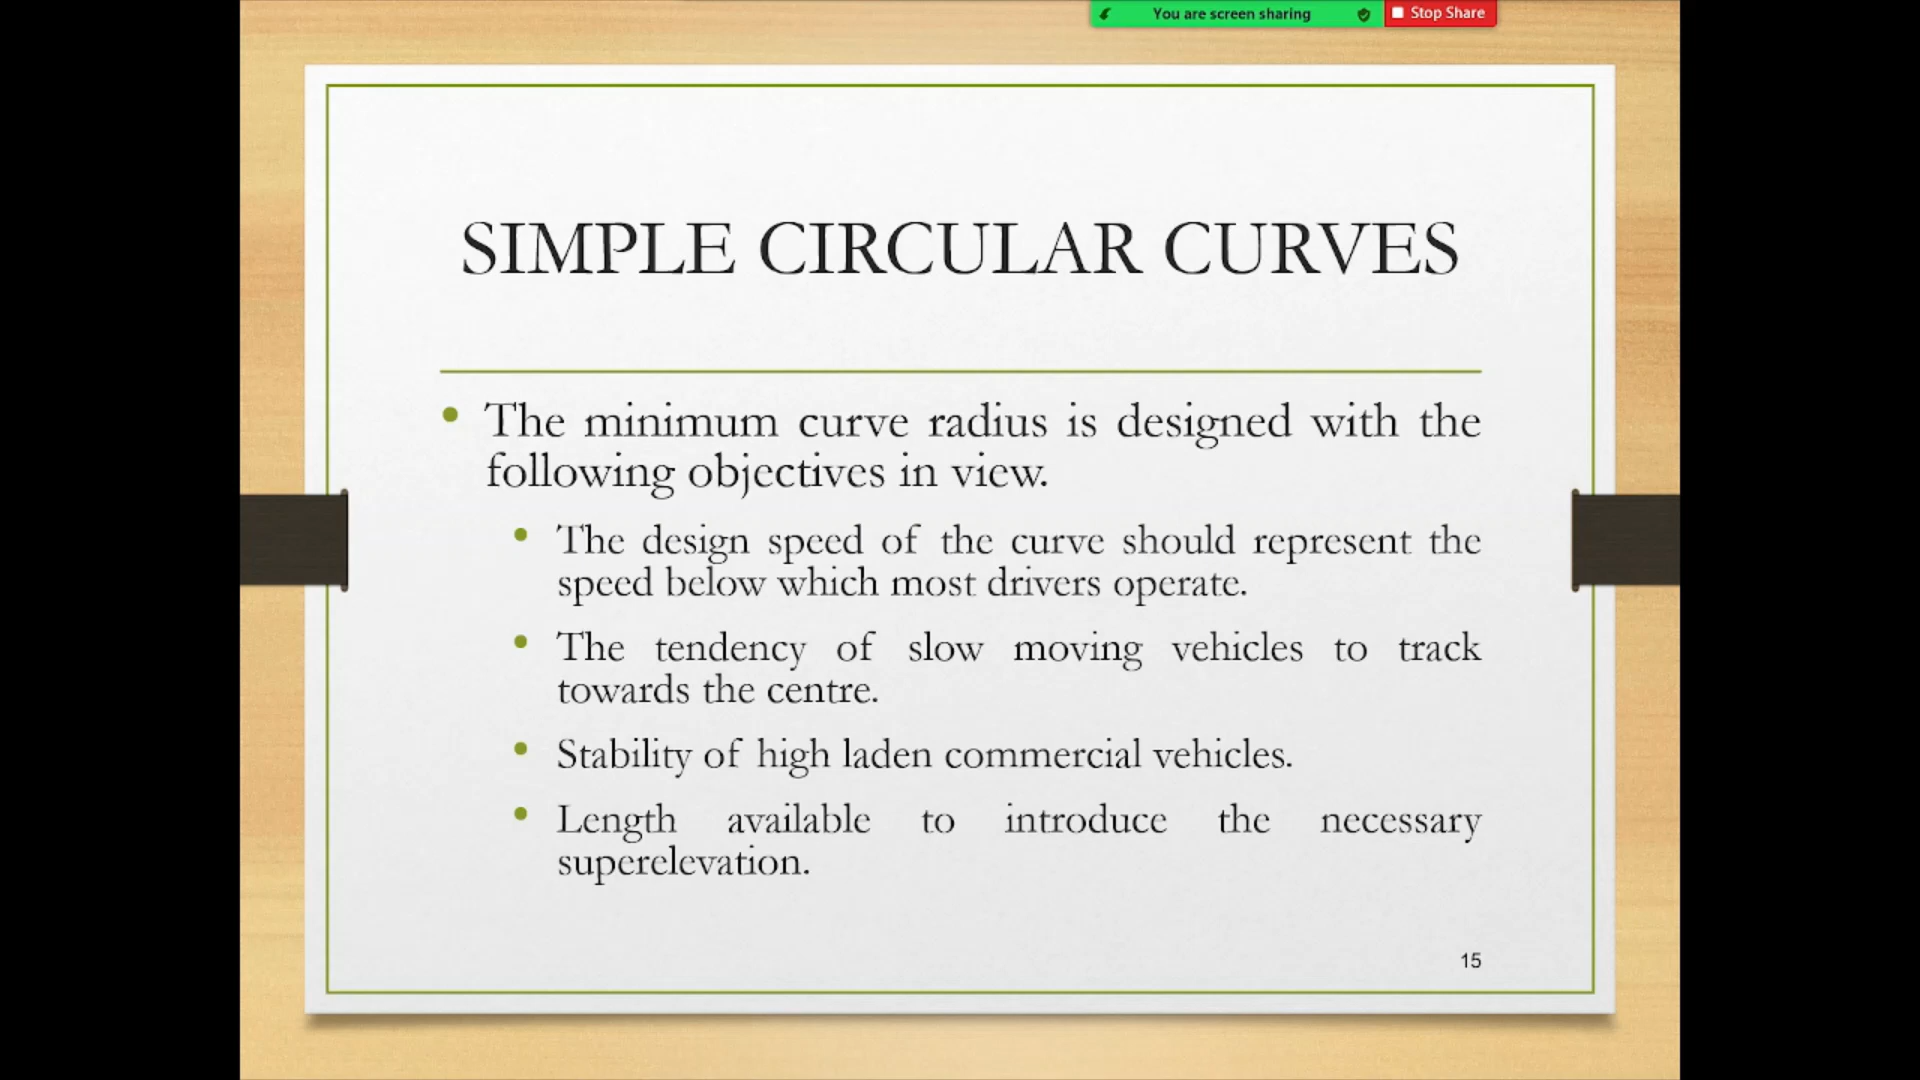 You are screen sharing
Stop Share
SIMPLE CIRCULAR CURVES
The minimum curve radius is designed with the
following objectives in view.
The design speed of the curve should represent the
speed below which most drivers operate.
The tendency of slow moving vehicles to track
towards the centre.
Stability of high laden commercial vehicles.
Length available to introduce the necessary
superelevation.
15